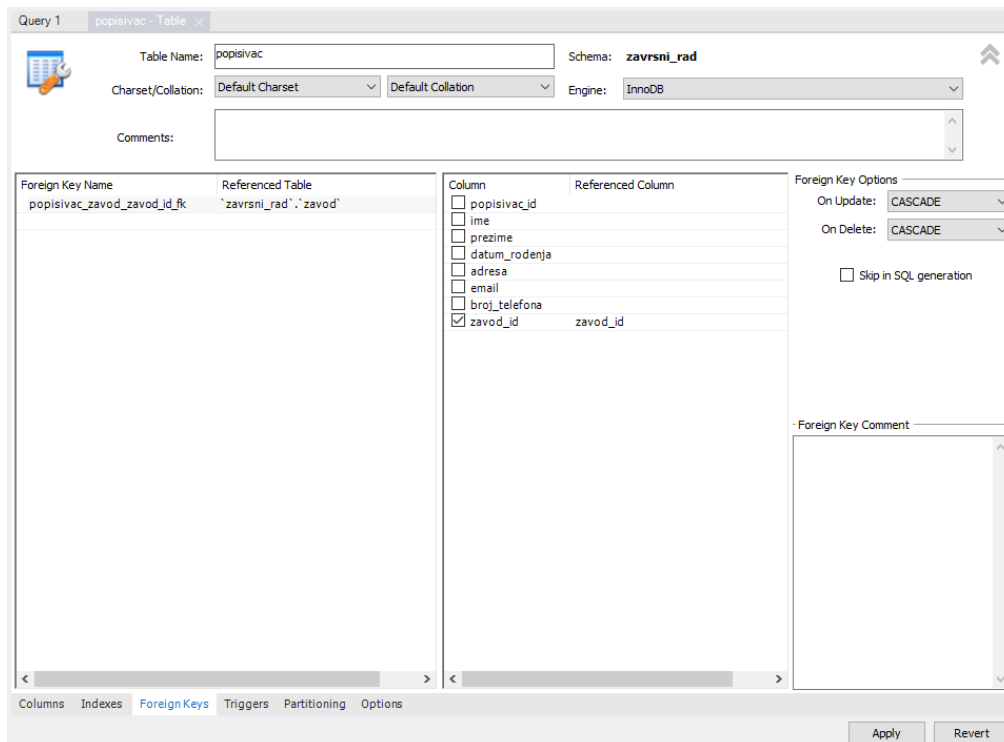 Query 1
popisivac - Table
Table Name: popisivac
Schema: zavrsni_rad
Charset/Collation: Default Charset Default Collation
Engine: InnoDB
Comments:
Foreign Key Name Referenced Table
popisivac_zavod_zavod_id_fk `zavrsni_rad`.`zavod`
Column Referenced Column
popisivac_id
ime
prezime
datum_rodenja
adresa
email
broj_telefona
zavod_id zavod_id
Foreign Key Options
On Update: CASCADE
On Delete: CASCADE
Skip in SQL generation
Foreign Key Comment
Columns Indexes Foreign Keys Triggers Partitioning Options
Apply Revert